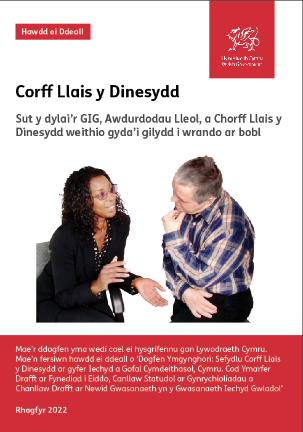 Hawdd ei Ddeall
Llywodraeth Cymru
Welsh Government
Corff Llais y Dinesydd
Sut y dylai'r GIG, Awdurdodau Lleol, a Chorff Llais y
Dinesydd weithio gyda'i gilydd i wrando ar bobl
Mae'r ddogfen yma wedi cael ei hysgrifennu gan Lywodraeth Cymru.
Mae'n fersiwn hawdd ei ddeall o 'Dogfen Ymgynghori: Sefydlu Corff Llais
y Dinesydd ar gyfer Iechyd a Gofal Cymdeithasol, Cymru. Cod Ymarfer
Drafft ar Fynediad i Eiddo, Canllaw Statudol ar Gynrychioliadau a
Chanllaw Drafft ar Newid Gwasanaeth yn y Gwasanaeth Iechyd Gwladol'
Rhagfyr 2022